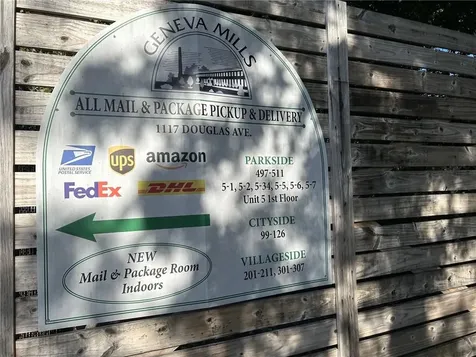 GENEVA MILLS
ALL MAIL & PACKAGE PICKUP & DELIVERY
1117 DOUGLAS AVE.
UNITED STATES POSTAL SERVICE
ups
amazon
FedEx
DHL
PARKSIDE
497-511
5-1, 5-2, 5-34, 5-5, 5-6, 5-7
Unit 5 1st Floor
CITYSIDE
99-126
VILLAGESIDE
201-211, 301-307
NEW
Mail & Package Room
Indoors